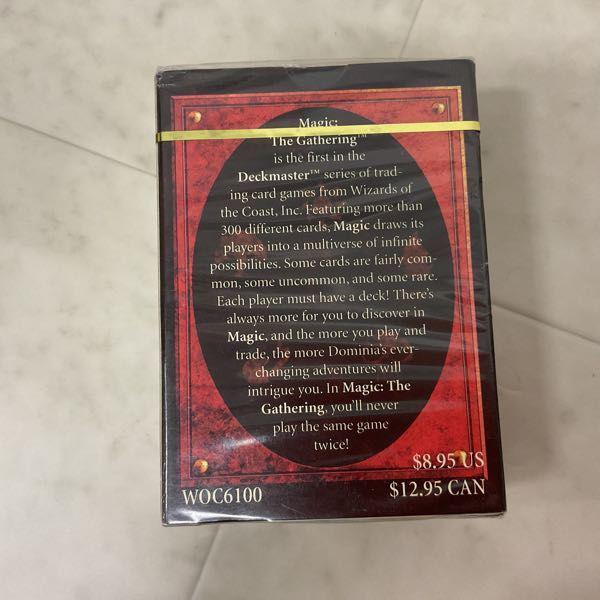 Magic:
The Gathering™
is the first in the
Deckmaster™ series of trad-
ing card games from Wizards of
the Coast, Inc. Featuring more than
300 different cards, Magic draws its
players into a multiverse of infinite
possibilities. Some cards are fairly com-
mon, some uncommon, and some rare.
Each player must have a deck! There's
always more for you to discover in
Magic, and the more you play and
trade, the more Dominia's ever-
changing adventures will
intrigue you. In Magic: The
Gathering, you'll never
play the same game
twice!
$8.95 US
WOC6100 $12.95 CAN